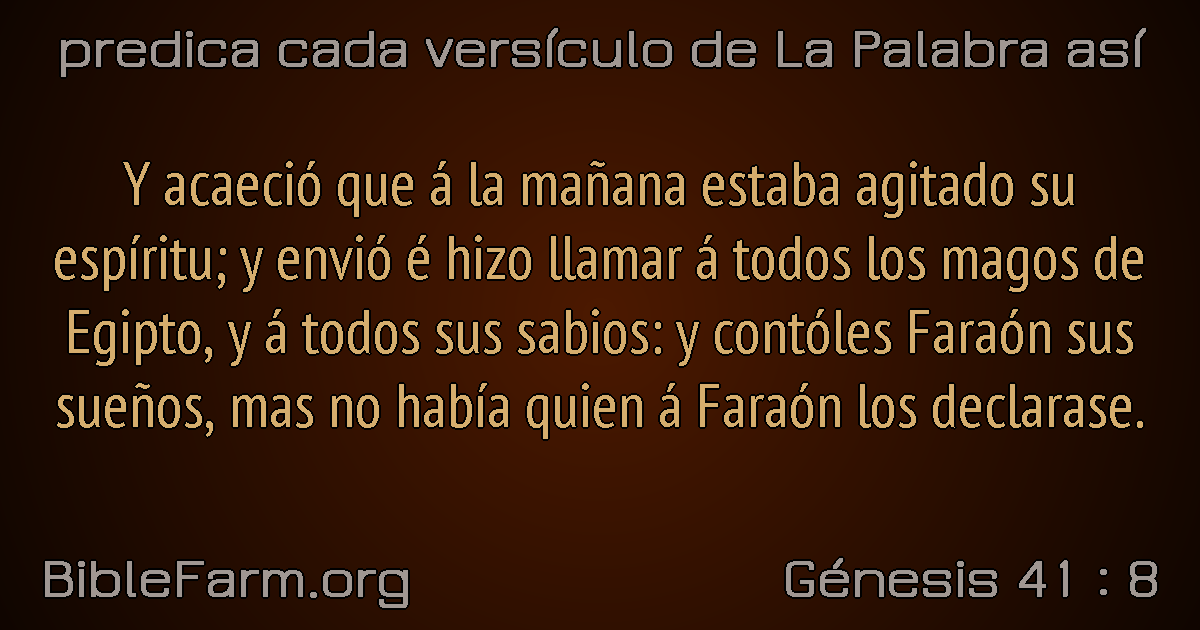 predica cada versículo de La Palabra así
Y acaeció que á la mañana estaba agitado su
espíritu; y envió é hizo llamar á todos los magos de
Egipto, y á todos sus sabios: y contóles Faraón sus
sueños, mas no había quien á Faraón los declarase.
BibleFarm.org
Génesis 41 : 8